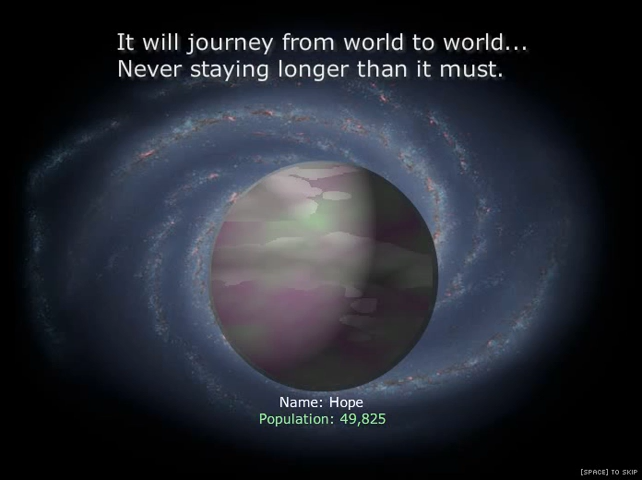 It will journey from world to world...
Never staying longer than it must.
Name: Hope
Population: 49,825
[SPACE] TO SKIP